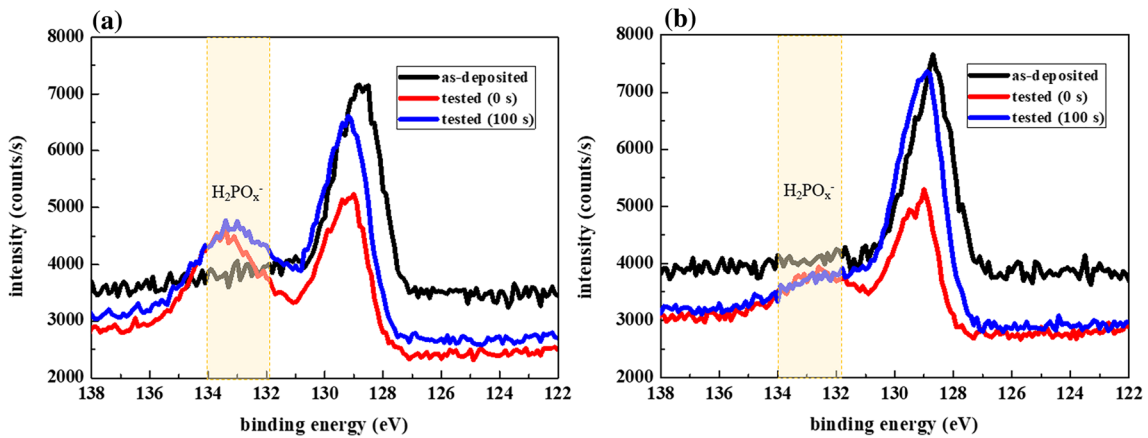 (a)
8000
7000
6000
5000
4000
3000
2000
138 136 134 132 130 128 126 124 122
intensity (counts/s)
binding energy (eV)
as-deposited
tested (0 s)
tested (100 s)
H₂POₓ⁻
(b)
8000
7000
6000
5000
4000
3000
2000
138 136 134 132 130 128 126 124 122
intensity (counts/s)
binding energy (eV)
as-deposited
tested (0 s)
tested (100 s)
H₂POₓ⁻